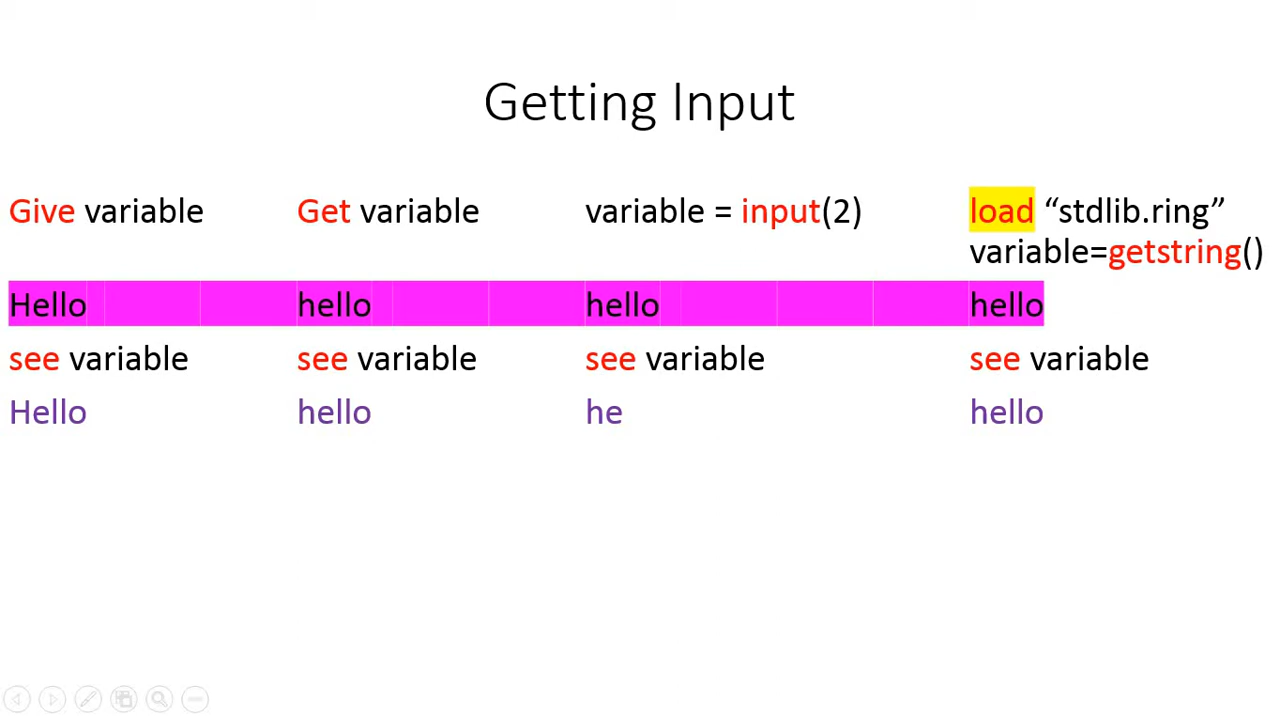 Getting Input
Give variable Get variable variable = input(2) load “stdlib.ring”
variable=getstring()
Hello hello hello hello
see variable see variable see variable see variable
Hello hello he hello